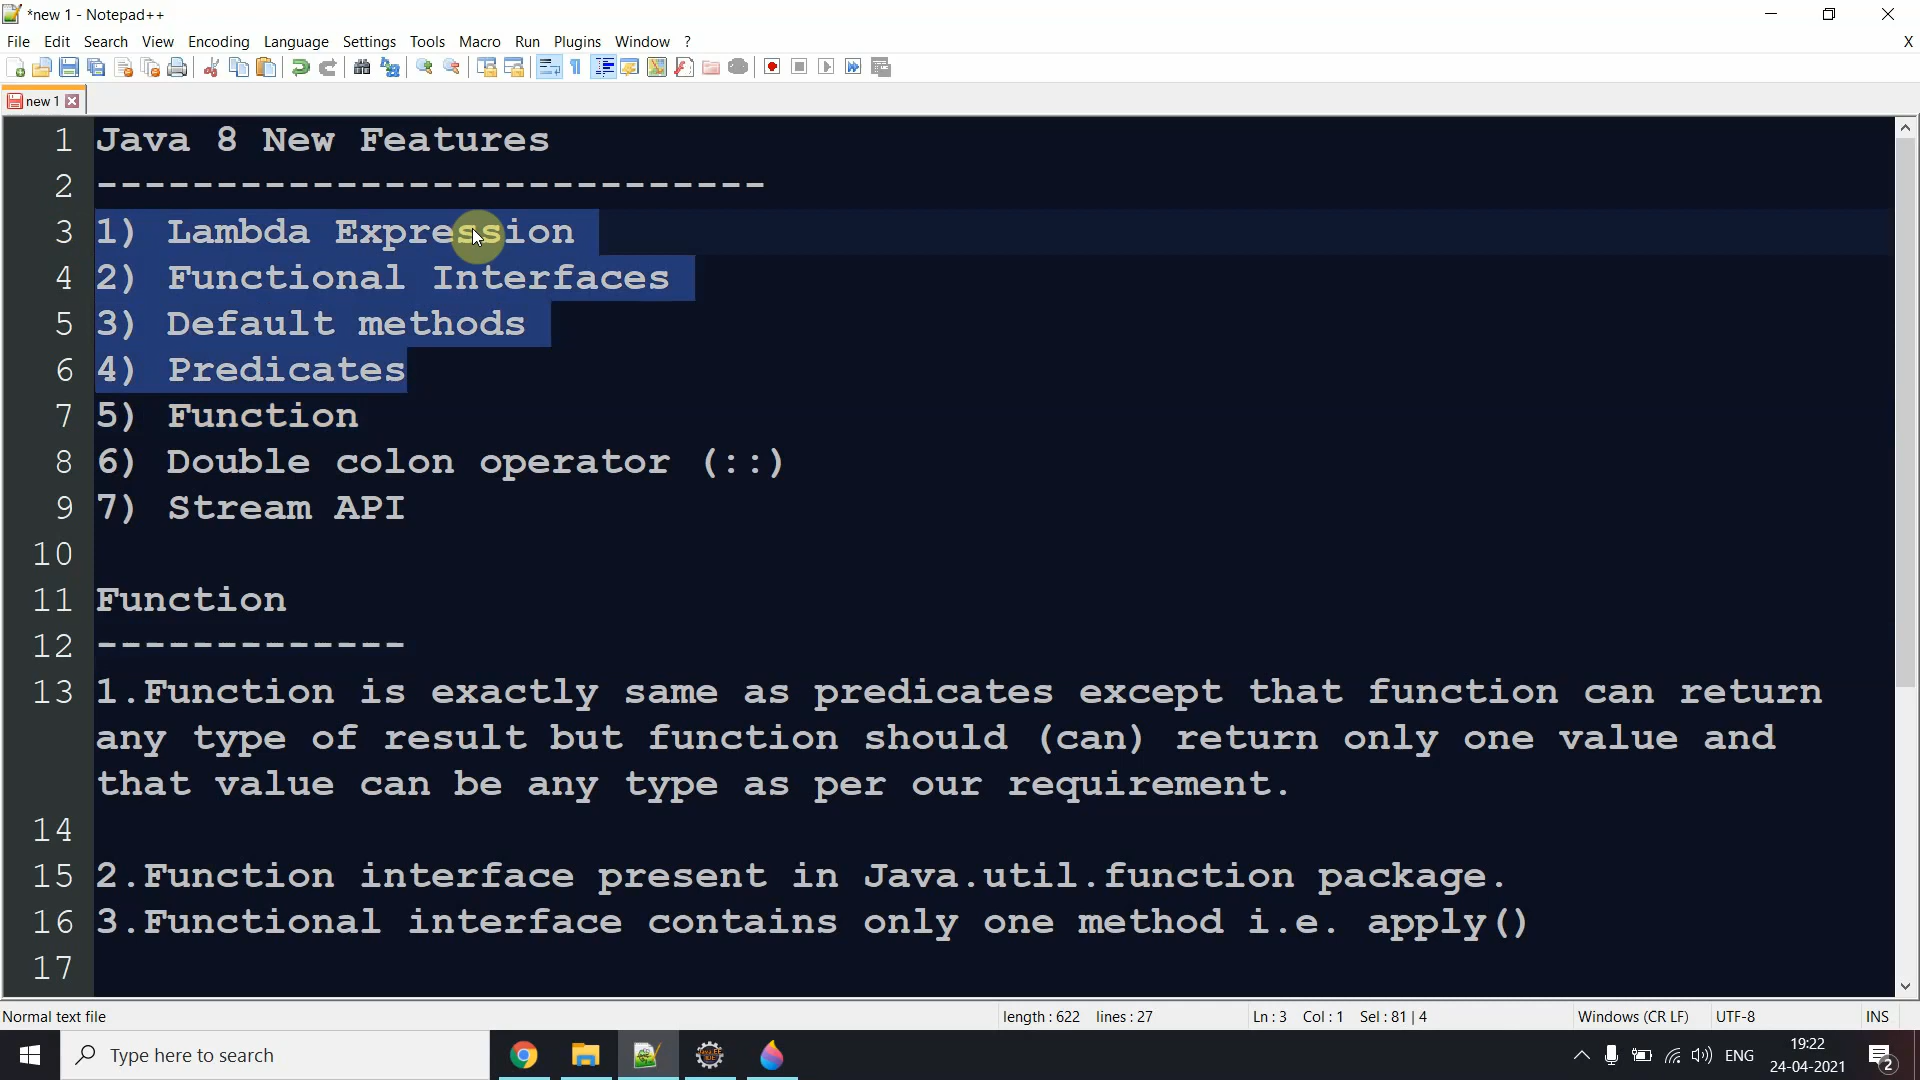 *new 1 - Notepad++
File Edit Search View Encoding Language Settings Tools Macro Run Plugins Window ? X
new 1
1 Java 8 New Features
2 ----------------------------
3 1) Lambda Expression
4 2) Functional Interfaces
5 3) Default methods
6 4) Predicates
7 5) Function
8 6) Double colon operator (::)
9 7) Stream API
10
11 Function
12 -------------
13 1.Function is exactly same as predicates except that function can return
any type of result but function should (can) return only one value and
that value can be any type as per our requirement.
14
15 2.Function interface present in Java.util.function package.
16 3.Functional interface contains only one method i.e. apply()
17
Normal text file length : 622 lines : 27 Ln : 3 Col : 1 Sel : 81 | 4 Windows (CR LF) UTF-8 INS
Type here to search ENG 19:22
24-04-2021 2